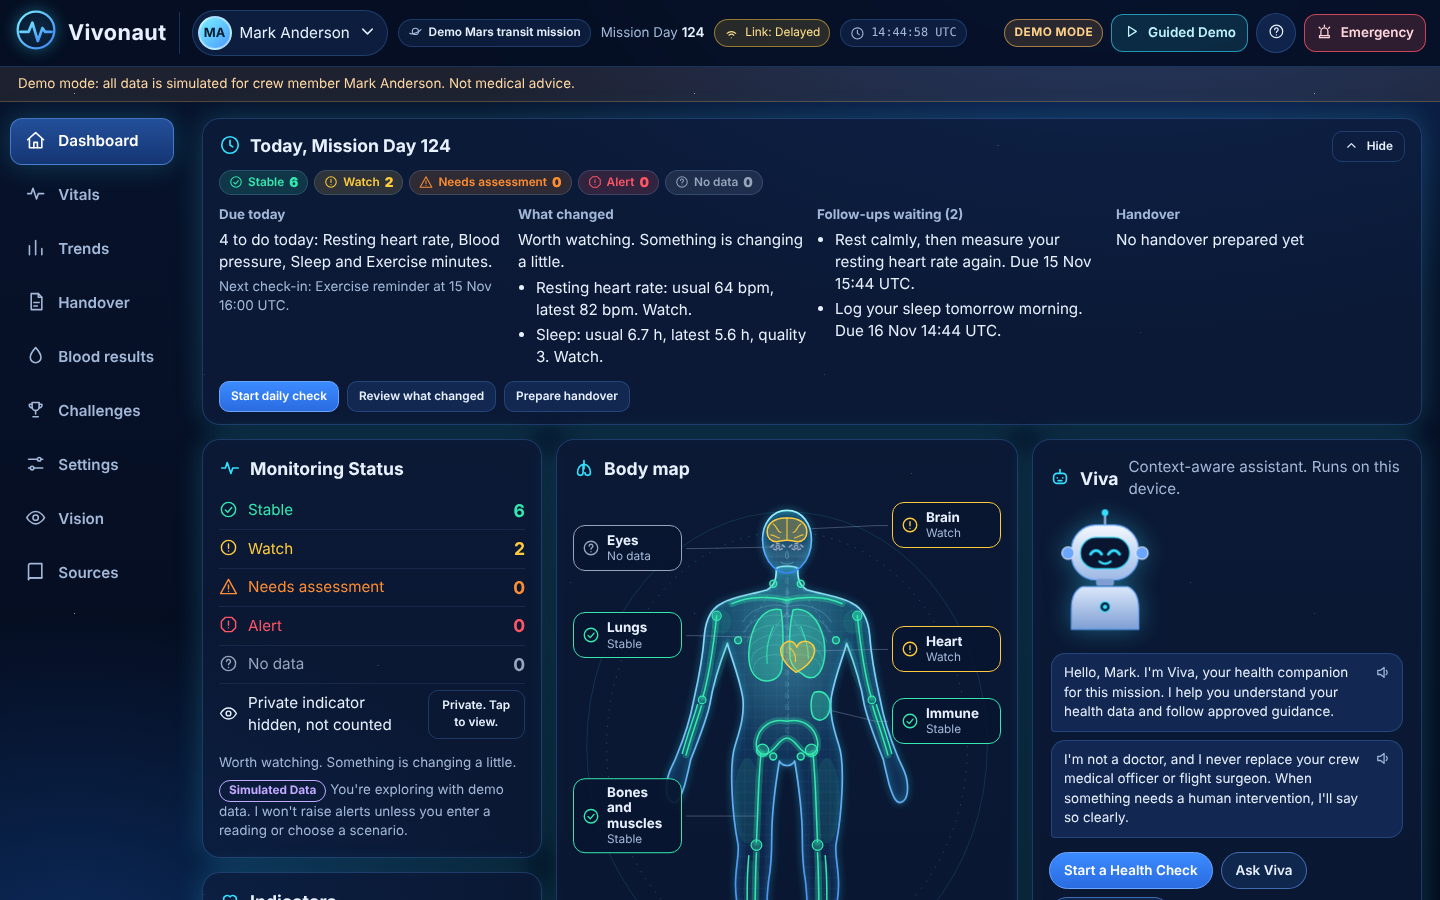 Vivonaut
MA
Mark Anderson
Demo Mars transit mission
Mission Day 124
Link: Delayed
14:44:58 UTC
DEMO MODE
Guided Demo
Emergency
Demo mode: all data is simulated for crew member Mark Anderson. Not medical advice.
Dashboard
Vitals
Trends
Handover
Blood results
Challenges
Settings
Vision
Sources
Today, Mission Day 124
Hide
Stable 6
Watch 2
Needs assessment 0
Alert 0
No data 0
Due today
4 to do today: Resting heart rate, Blood
pressure, Sleep and Exercise minutes.
Next check-in: Exercise reminder at 15 Nov
16:00 UTC.
What changed
Worth watching. Something is changing
a little.
• Resting heart rate: usual 64 bpm,
latest 82 bpm. Watch.
• Sleep: usual 6.7 h, latest 5.6 h, quality
3. Watch.
Follow-ups waiting (2)
• Rest calmly, then measure your
resting heart rate again. Due 15 Nov
15:44 UTC.
• Log your sleep tomorrow morning.
Due 16 Nov 14:44 UTC.
Handover
No handover prepared yet
Start daily check
Review what changed
Prepare handover
Monitoring Status
Stable 6
Watch 2
Needs assessment 0
Alert 0
No data 0
Private indicator
hidden, not counted
Private. Tap
to view.
Worth watching. Something is changing a little.
Simulated Data You're exploring with demo
data. I won't raise alerts unless you enter a
reading or choose a scenario.
Body map
Eyes
No data
Brain
Watch
Lungs
Stable
Heart
Watch
Immune
Stable
Bones
and
muscles
Stable
Viva
Context-aware assistant. Runs on this
device.
Hello, Mark. I'm Viva, your health companion
for this mission. I help you understand your
health data and follow approved guidance.
I'm not a doctor, and I never replace your crew
medical officer or flight surgeon. When
something needs a human intervention, I'll say
so clearly.
Start a Health Check
Ask Viva